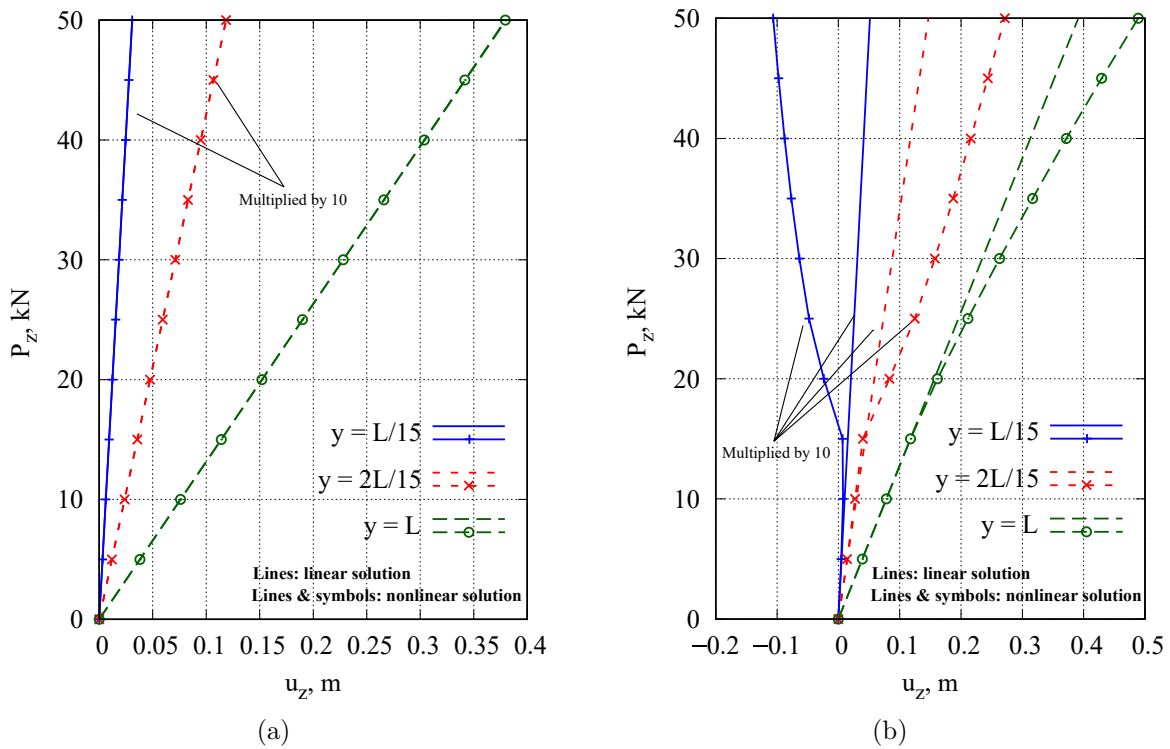 50
40
30
20
10
0
P_z, kN
Multiplied by 10
y = L/15
y = 2L/15
y = L
Lines: linear solution
Lines & symbols: nonlinear solution
0 0.05 0.1 0.15 0.2 0.25 0.3 0.35 0.4
u_z, m
(a)
50
40
30
20
10
0
P_z, kN
Multiplied by 10
y = L/15
y = 2L/15
y = L
Lines: linear solution
Lines & symbols: nonlinear solution
−0.2 −0.1 0 0.1 0.2 0.3 0.4 0.5
u_z, m
(b)